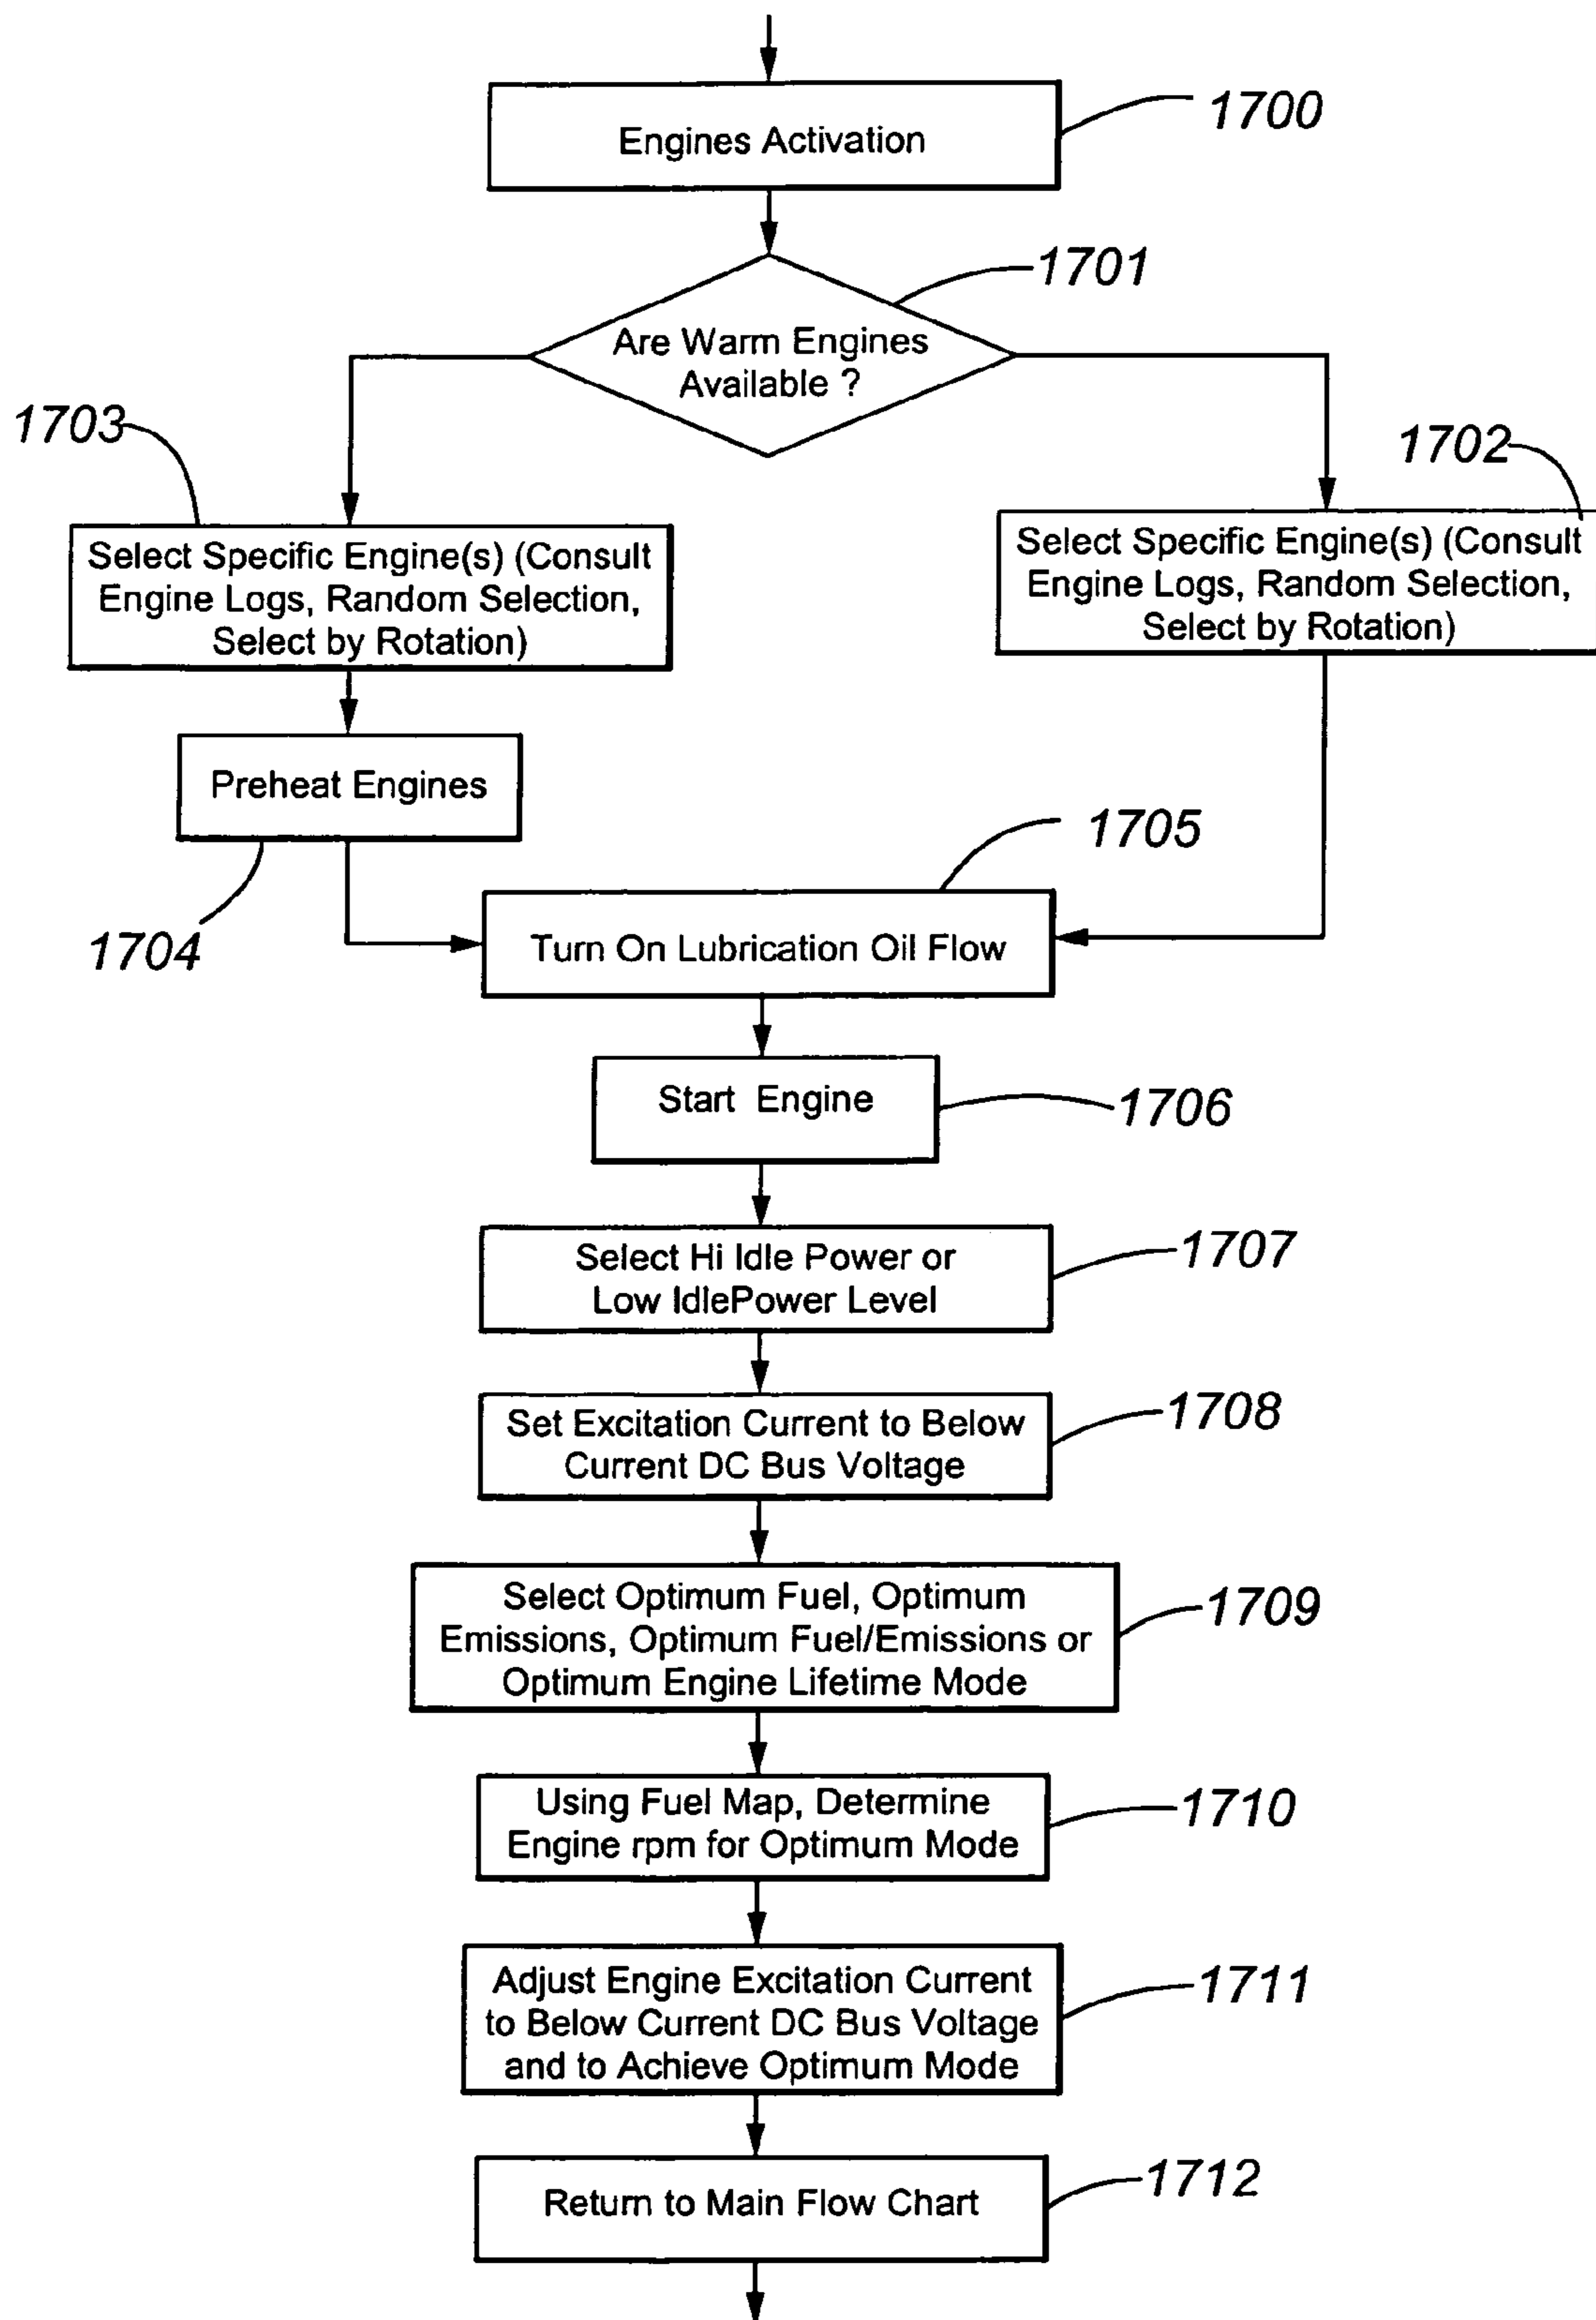 Engines Activation
1700
1701
Are Warm Engines
Available ?
1703
1702
Select Specific Engine(s) (Consult
Engine Logs, Random Selection,
Select by Rotation)
Select Specific Engine(s) (Consult
Engine Logs, Random Selection,
Select by Rotation)
Preheat Engines
1704
1705
Turn On Lubrication Oil Flow
Start Engine
1706
Select Hi Idle Power or
Low IdlePower Level
1707
Set Excitation Current to Below
Current DC Bus Voltage
1708
Select Optimum Fuel, Optimum
Emissions, Optimum Fuel/Emissions or
Optimum Engine Lifetime Mode
1709
Using Fuel Map, Determine
Engine rpm for Optimum Mode
1710
Adjust Engine Excitation Current
to Below Current DC Bus Voltage
and to Achieve Optimum Mode
1711
Return to Main Flow Chart
1712